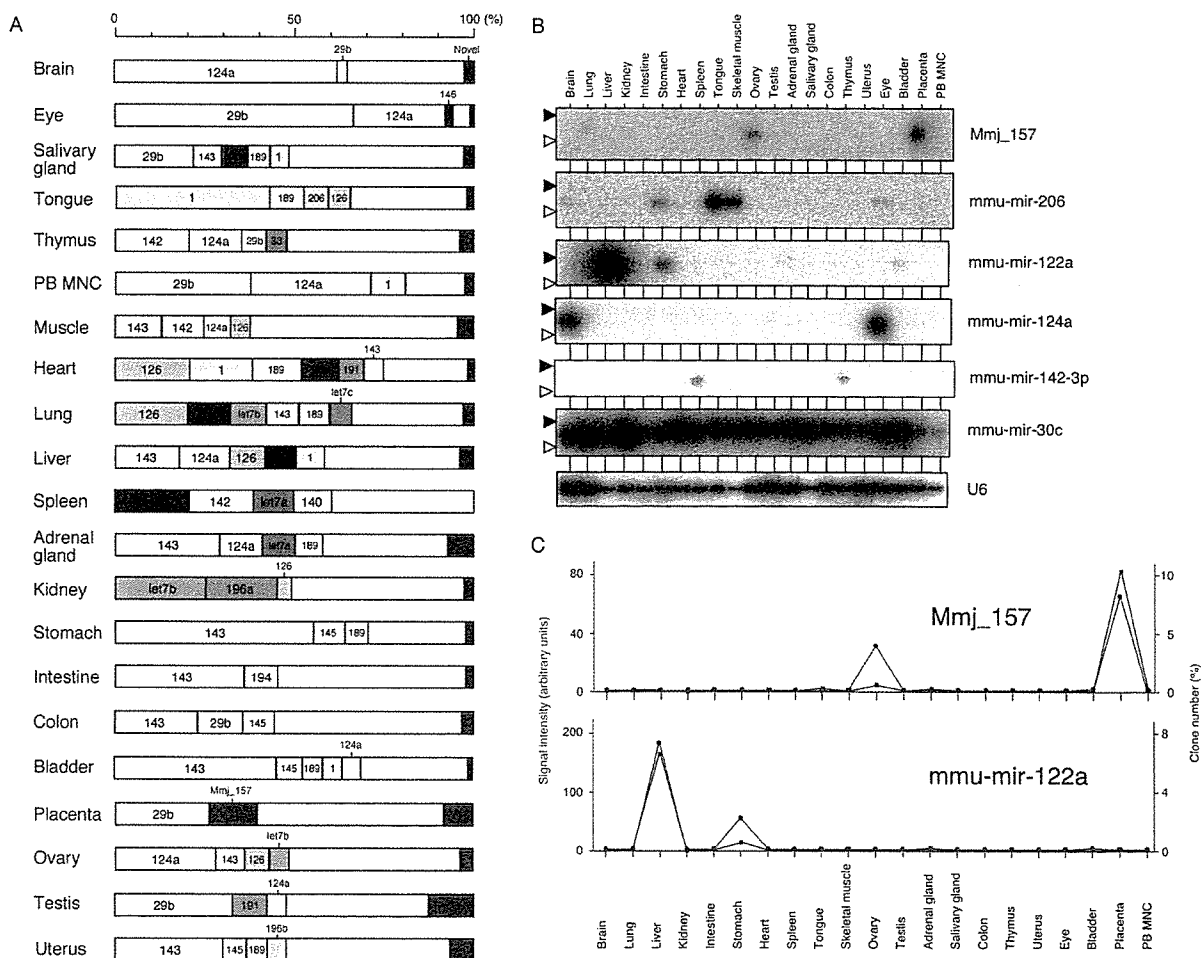 A
0 50 100 (%)
Brain 124a 29b Novel
Eye 29b 124a 146
Salivary gland 29b 143 189 1
Tongue 1 189 206 126
Thymus 142 124a 29b 33
PB MNC 29b 124a 1
Muscle 143 142 124a 126
Heart 126 1 189 191 143
Lung 126 let7b 143 189 let7c
Liver 143 124a 126 1
Spleen 142 let7a 140
Adrenal gland 143 124a let7a 189
Kidney let7b 196a 126
Stomach 143 145 189
Intestine 143 194
Colon 143 29b 145
Bladder 143 145 189 1 124a
Placenta 29b Mmj_157
Ovary 124a 143 126 let7b
Testis 29b 191 124a
Uterus 143 145 189 196b
B
Brain Lung Liver Kidney Intestine Stomach Heart Spleen Tongue Skeletal muscle Ovary Testis Adrenal gland Salivary gland Colon Thymus Uterus Eye Bladder Placenta PB MNC
Mmj_157
mmu-mir-206
mmu-mir-122a
mmu-mir-124a
mmu-mir-142-3p
mmu-mir-30c
U6
C
Signal intensity (arbitrary units)
80
40
0
Mmj_157
10
5
0
Clone number (%)
200
100
0
mmu-mir-122a
8
4
0
Brain Lung Liver Kidney Intestine Stomach Heart Spleen Tongue Skeletal muscle Ovary Testis Adrenal gland Salivary gland Colon Thymus Uterus Eye Bladder Placenta PB MNC